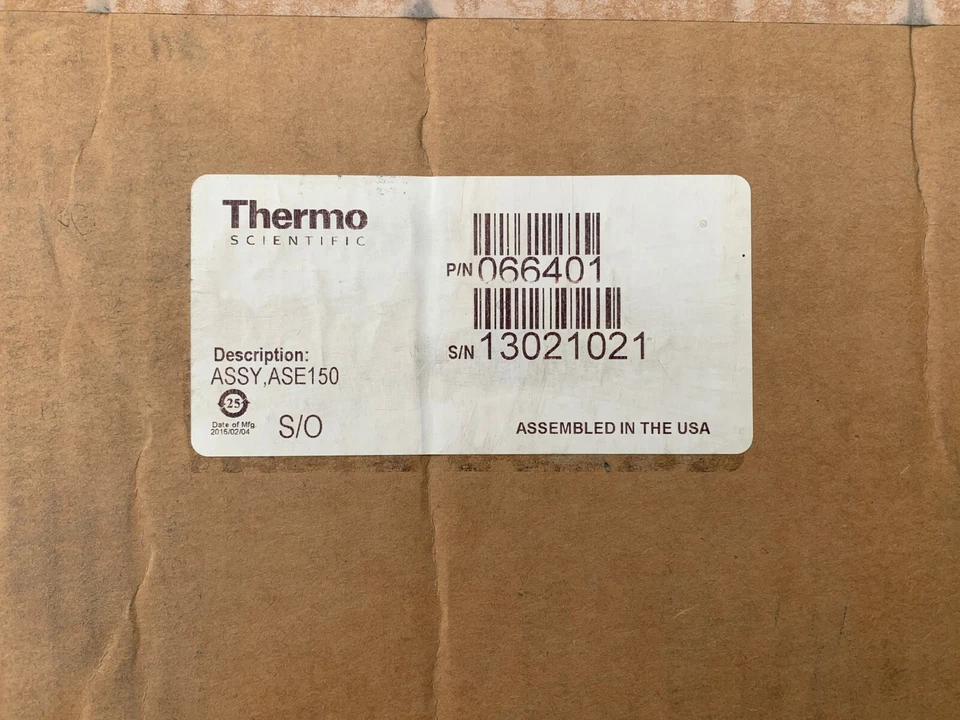 Thermo
SCIENTIFIC
P/N 066401
S/N 13021021
Description:
ASSY,ASE150
25
Date of Mfg.
2015/02/04
S/O
ASSEMBLED IN THE USA